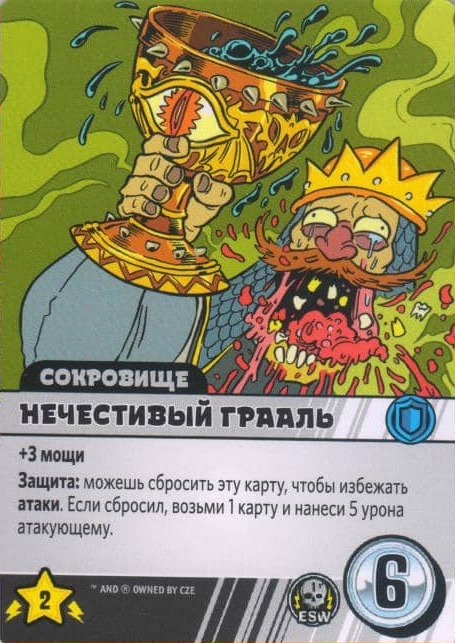 СОКРОВИЩЕ
НЕЧЕСТИВЫЙ ГРААЛЬ
+3 мощи
Защита: можешь сбросить эту карту, чтобы избежать
атаки. Если сбросил, возьми 1 карту и нанеси 5 урона
атакующему.
2
™ AND ® OWNED BY CZE
1st
ESW
6